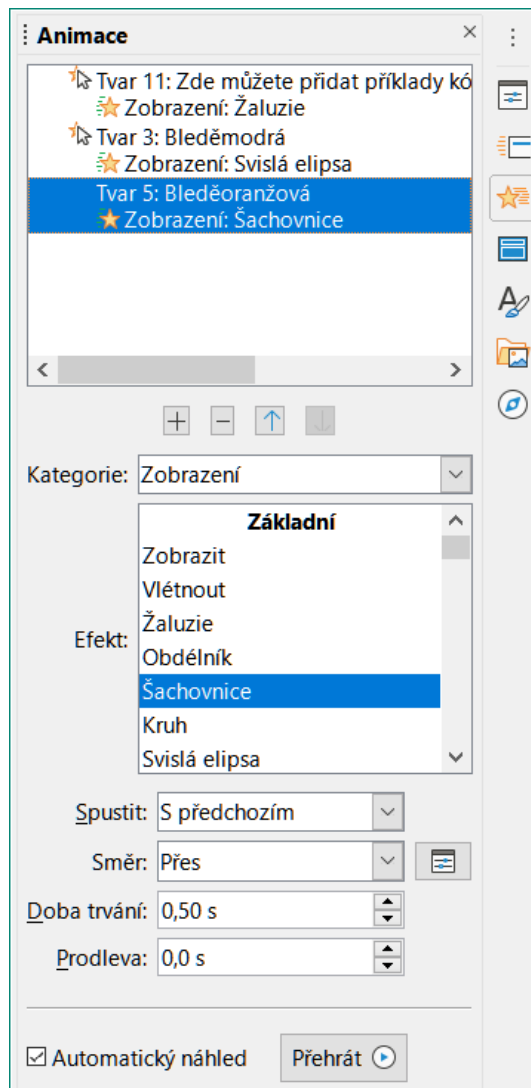 Animace
Tvar 11: Zde můžete přidat příklady kó
Zobrazení: Žaluzie
Tvar 3: Bleděmodrá
Zobrazení: Svislá elipsa
Tvar 5: Bleděoranžová
Zobrazení: Šachovnice
Kategorie: Zobrazení
Základní
Zobrazit
Vlétnout
Žaluzie
Efekt:
Obdélník
Šachovnice
Kruh
Svislá elipsa
Spustit: S předchozím
Směr: Přes
Doba trvání: 0,50 s
Prodleva: 0,0 s
Automatický náhled Přehrát